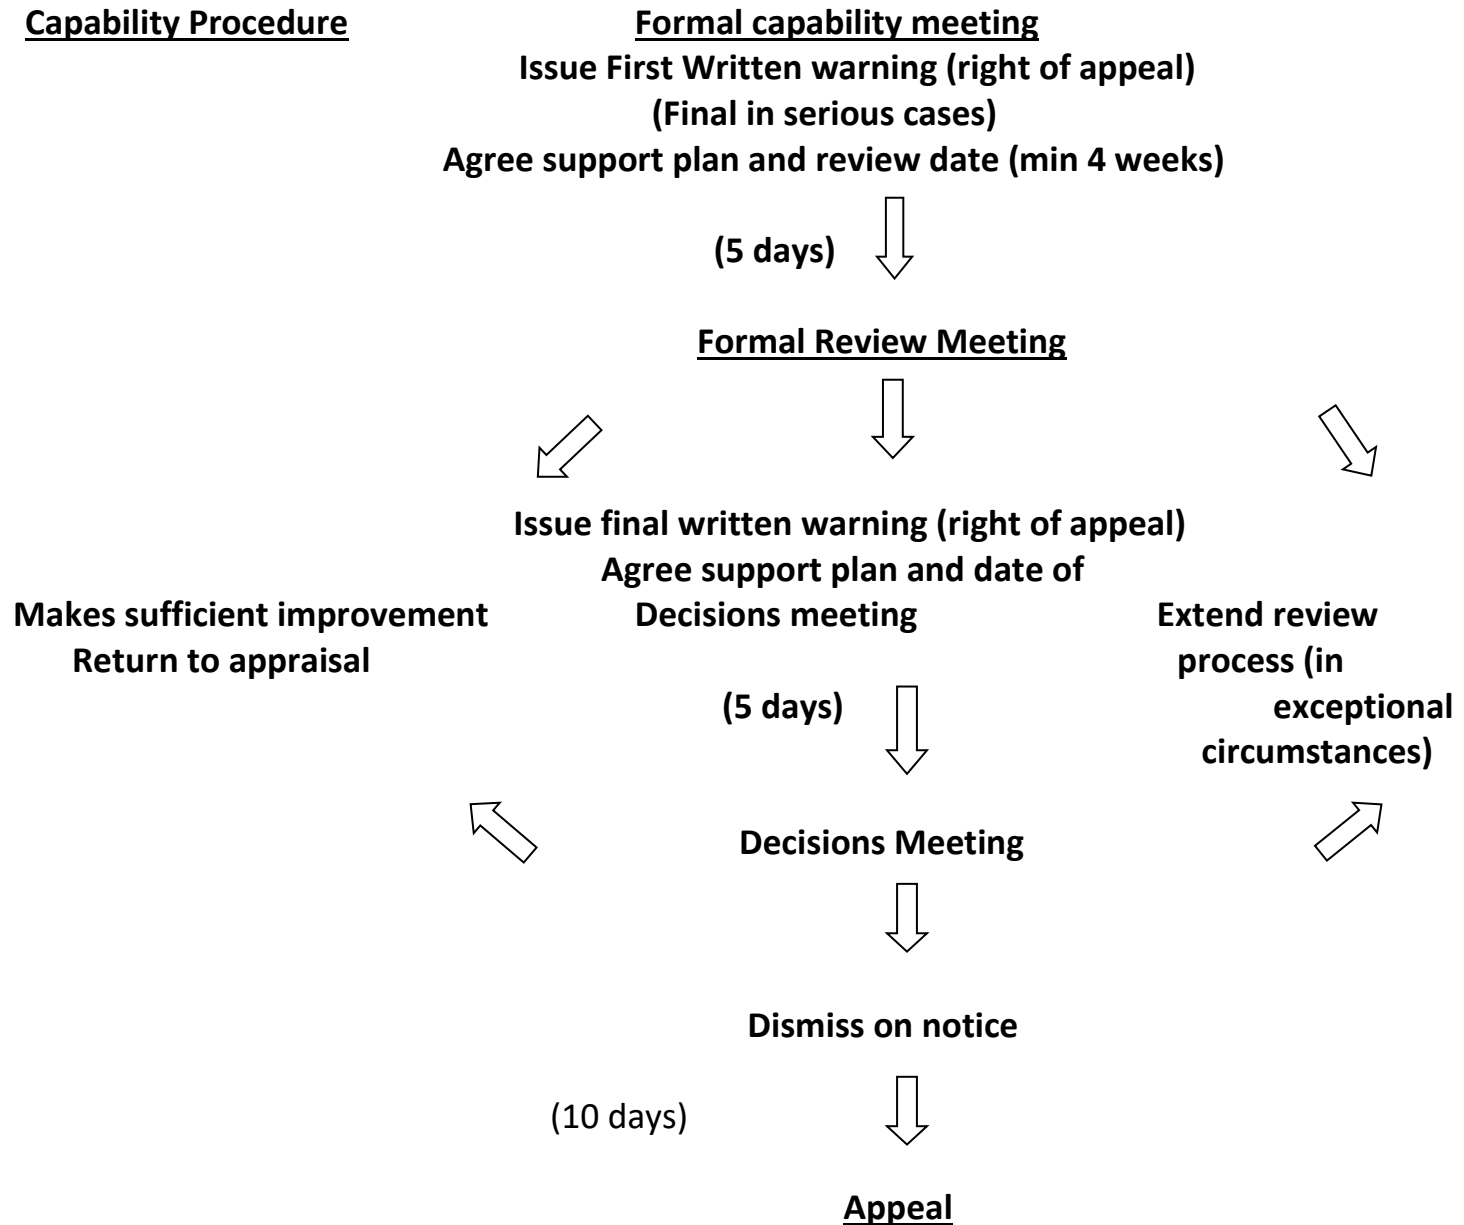 Capability Procedure
Formal capability meeting
Issue First Written warning (right of appeal)
(Final in serious cases)
Agree support plan and review date (min 4 weeks)
(5 days)
Formal Review Meeting
Issue final written warning (right of appeal)
Agree support plan and date of
Decisions meeting
Makes sufficient improvement
Return to appraisal
Extend review
process (in
exceptional
circumstances)
(5 days)
Decisions Meeting
Dismiss on notice
(10 days)
Appeal